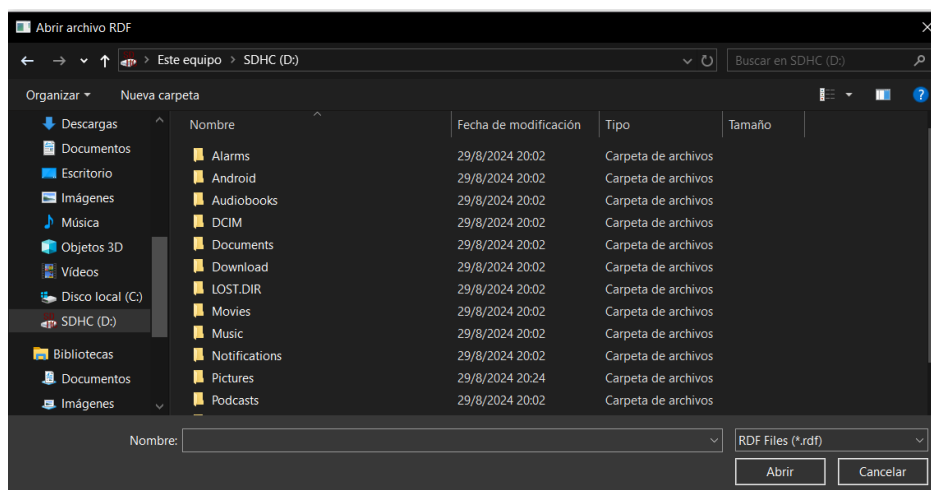 Abrir archivo RDF
Este equipo > SDHC (D:)
Buscar en SDHC (D:)
Organizar
Nueva carpeta
Descargas
Documentos
Escritorio
Imágenes
Música
Objetos 3D
Vídeos
Disco local (C:)
SDHC (D:)
Bibliotecas
Documentos
Imágenes
Nombre Fecha de modificación Tipo Tamaño
Alarms 29/8/2024 20:02 Carpeta de archivos
Android 29/8/2024 20:02 Carpeta de archivos
Audiobooks 29/8/2024 20:02 Carpeta de archivos
DCIM 29/8/2024 20:02 Carpeta de archivos
Documents 29/8/2024 20:02 Carpeta de archivos
Download 29/8/2024 20:02 Carpeta de archivos
LOST.DIR 29/8/2024 20:02 Carpeta de archivos
Movies 29/8/2024 20:02 Carpeta de archivos
Music 29/8/2024 20:02 Carpeta de archivos
Notifications 29/8/2024 20:02 Carpeta de archivos
Pictures 29/8/2024 20:24 Carpeta de archivos
Podcasts 29/8/2024 20:02 Carpeta de archivos
Nombre:
RDF Files (*.rdf)
Abrir
Cancelar